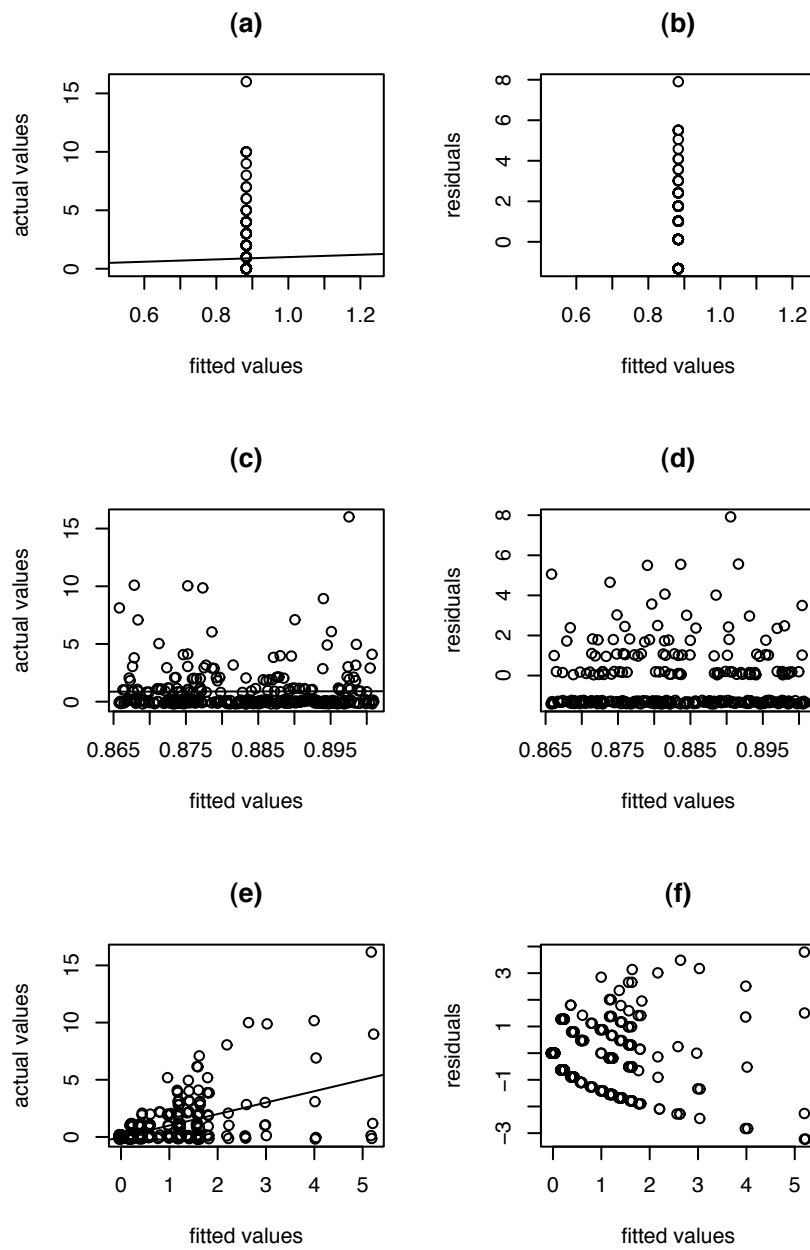 (a)
actual values
15
10
5
0
0.6 0.8 1.0 1.2
fitted values
(b)
residuals
8
6
4
2
0
0.6 0.8 1.0 1.2
fitted values
(c)
actual values
15
10
5
0
0.865 0.875 0.885 0.895
fitted values
(d)
residuals
8
6
4
2
0
0.865 0.875 0.885 0.895
fitted values
(e)
actual values
15
10
5
0
0 1 2 3 4 5
fitted values
(f)
residuals
3
1
−1
−3
0 1 2 3 4 5
fitted values